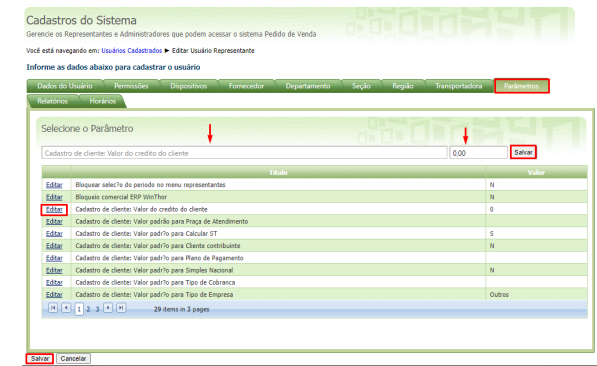 Cadastros do Sistema
Gerencie os Representantes e Administradores que podem acessar o sistema Pedido de Venda
Você está navegando em: Usuários Cadastrados ► Editar Usuário Representante
Informe as dados abaixo para cadastrar o usuário
Dados do Usuário Permissões Dispositivos Fornecedor Departamento Seção Região Transportadora Parâmetros
Relatórios Horários
Selecione o Parâmetro
Cadastro de cliente: Valor do credito do cliente 0,00 Salvar
Título Valor
Editar Bloquear selec?o do periodo no menu representantes N
Editar Bloqueio comercial ERP WinThor N
Editar Cadastro de cliente: Valor do credito do cliente 0
Editar Cadastro de cliente: Valor padrão para Praça de Atendimento
Editar Cadastro de cliente: Valor padr?o para Calcular ST S
Editar Cadastro de cliente: Valor padr?o para Cliente contribuinte N
Editar Cadastro de cliente: Valor padr?o para Plano de Pagamento
Editar Cadastro de cliente: Valor padr?o para Simples Nacional N
Editar Cadastro de cliente: Valor padr?o para Tipo de Cobranca
Editar Cadastro de cliente: Valor padr?o para Tipo de Empresa Outros
1 2 3 29 items in 3 pages
Salvar Cancelar